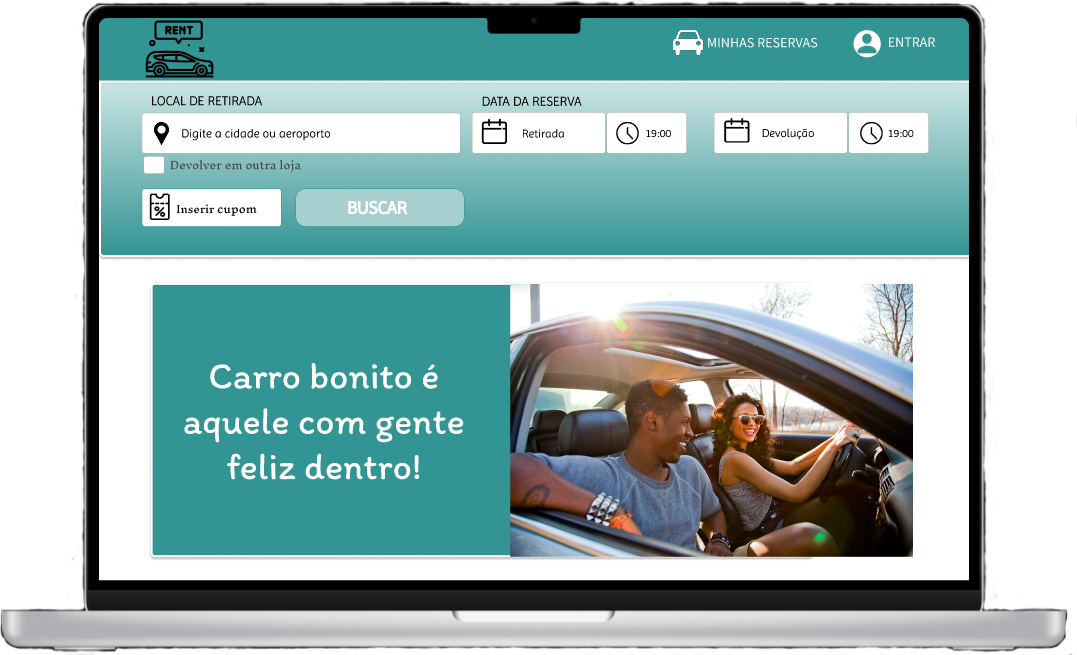 RENT
MINHAS RESERVAS
ENTRAR
LOCAL DE RETIRADA
DATA DA RESERVA
Digite a cidade ou aeroporto
Retirada
19:00
Devolução
19:00
Devolver em outra loja
Inserir cupom
BUSCAR
Carro bonito é
aquele com gente
feliz dentro!